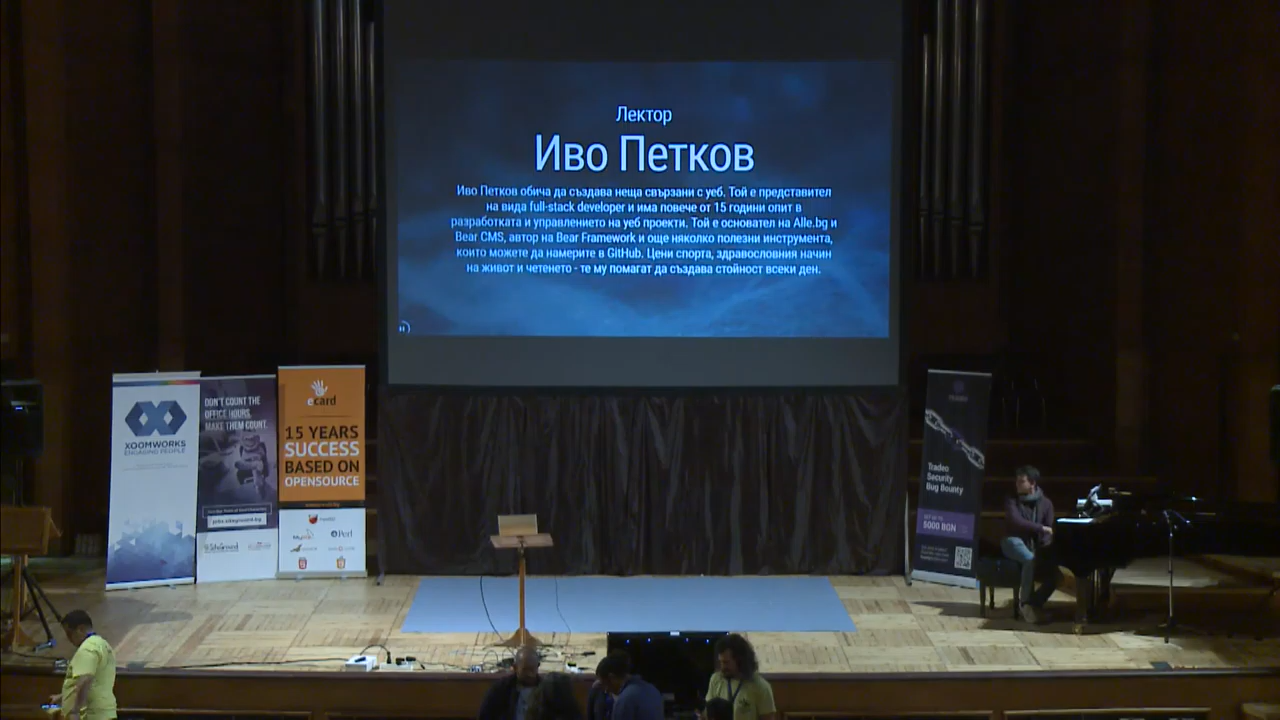 Лектор
Иво Петков
Иво Петков обича да създава неща свързани с уеб. Той е представител
на вида full-stack developer и има повече от 15 години опит в
разработката и управлението на уеб проекти. Той е основател на Alle.bg и
Bear CMS, автор на Bear Framework и още няколко полезни инструмента,
които можете да намерите в GitHub. Цени спорта, здравословния начин
на живот и четенето - те му помагат да създава стойност всеки ден.
XOOMWORKS
ENGAGING PEOPLE
DON'T COUNT THE
OFFICE HOURS.
MAKE THEM COUNT.
jobs.siteground.bg
ecard
15 YEARS
SUCCESS
BASED ON
OPENSOURCE
Perl
Tradeo
Security
Bug Bounty
5000 BGN